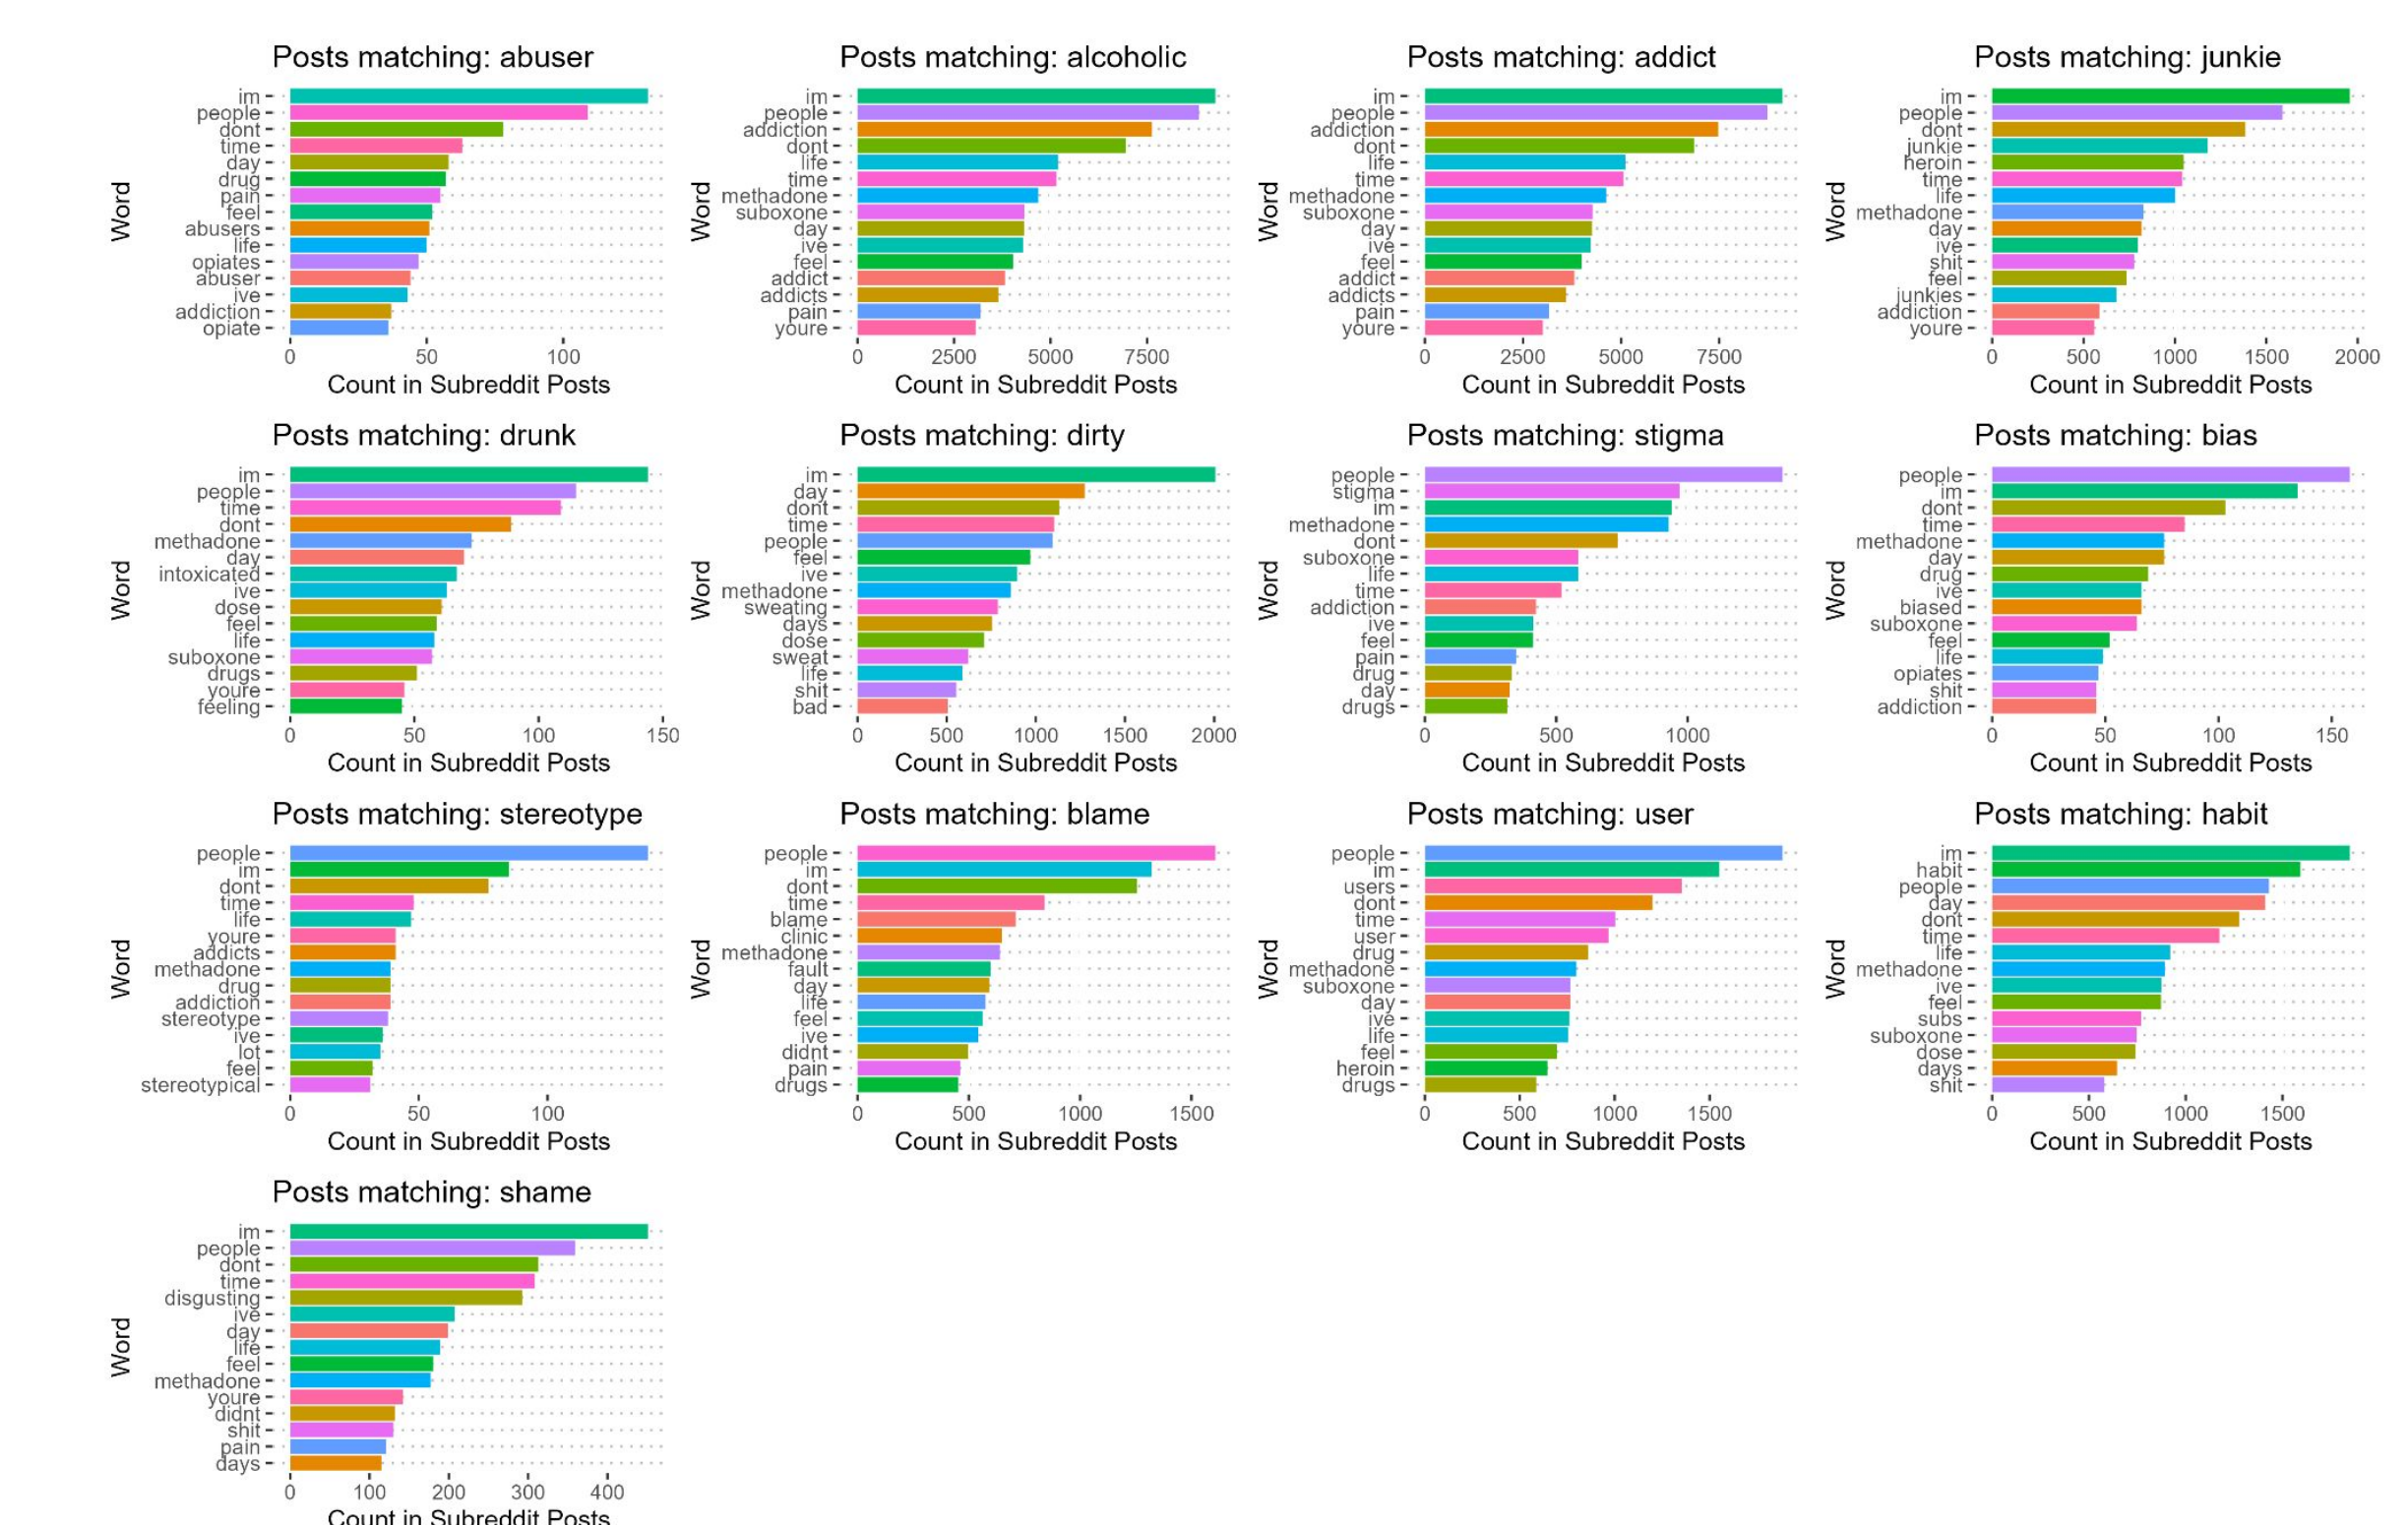 Posts matching: abuser
im
people
dont
time
day
drug
pain
feel
abusers
life
opiates
abuser
ive
addiction
opiate
Word
0 50 100
Count in Subreddit Posts
Posts matching: alcoholic
im
people
addiction
dont
life
time
methadone
suboxone
day
ive
feel
addict
addicts
pain
youre
Word
0 2500 5000 7500
Count in Subreddit Posts
Posts matching: addict
im
people
addiction
dont
life
time
methadone
suboxone
day
ive
feel
addict
addicts
pain
youre
Word
0 2500 5000 7500
Count in Subreddit Posts
Posts matching: junkie
im
people
dont
junkie
heroin
time
life
methadone
day
ive
shit
feel
junkies
addiction
youre
Word
0 500 1000 1500 2000
Count in Subreddit Posts
Posts matching: drunk
im
people
time
dont
methadone
day
intoxicated
ive
dose
feel
life
suboxone
drugs
youre
feeling
Word
0 50 100 150
Count in Subreddit Posts
Posts matching: dirty
im
day
dont
time
people
feel
ive
methadone
sweating
days
dose
sweat
life
shit
bad
Word
0 500 1000 1500 2000
Count in Subreddit Posts
Posts matching: stigma
people
stigma
im
methadone
dont
suboxone
life
time
addiction
ive
feel
pain
drug
day
drugs
Word
0 500 1000
Count in Subreddit Posts
Posts matching: bias
people
im
dont
time
methadone
day
drug
ive
biased
suboxone
feel
life
opiates
shit
addiction
Word
0 50 100 150
Count in Subreddit Posts
Posts matching: stereotype
people
im
dont
time
life
youre
addicts
methadone
drug
addiction
stereotype
ive
lot
feel
stereotypical
Word
0 50 100
Count in Subreddit Posts
Posts matching: blame
people
im
dont
time
blame
clinic
methadone
fault
day
life
feel
ive
didnt
pain
drugs
Word
0 500 1000 1500
Count in Subreddit Posts
Posts matching: user
people
im
users
dont
time
user
drug
methadone
suboxone
day
ive
life
feel
heroin
drugs
Word
0 500 1000 1500
Count in Subreddit Posts
Posts matching: habit
im
habit
people
day
dont
time
life
methadone
ive
feel
subs
suboxone
dose
days
shit
Word
0 500 1000 1500
Count in Subreddit Posts
Posts matching: shame
im
people
dont
time
disgusting
ive
day
life
feel
methadone
youre
didnt
shit
pain
days
Word
0 100 200 300 400
Count in Subreddit Posts